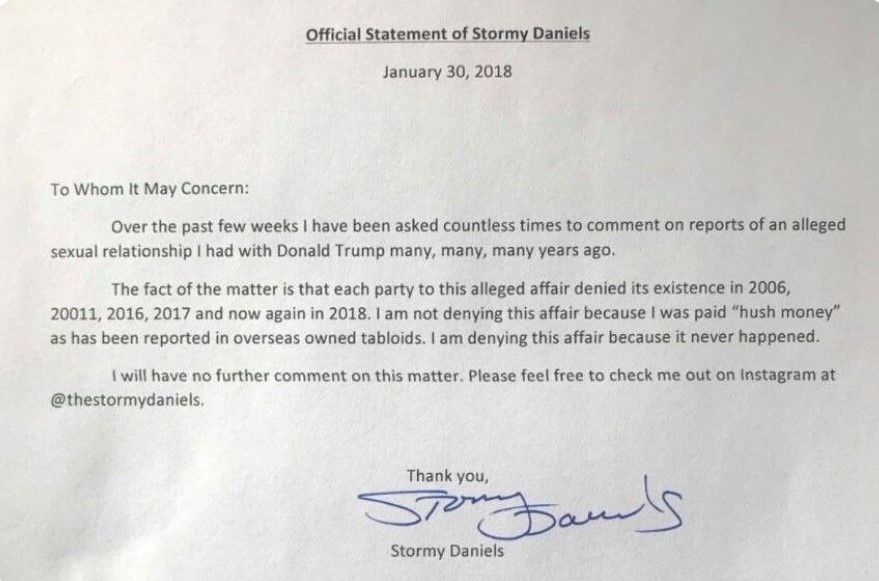 Official Statement of Stormy Daniels
January 30, 2018
To Whom It May Concern:
Over the past few weeks I have been asked countless times to comment on reports of an alleged
sexual relationship I had with Donald Trump many, many, many years ago.
The fact of the matter is that each party to this alleged affair denied its existence in 2006,
20011, 2016, 2017 and now again in 2018. I am not denying this affair because I was paid “hush money”
as has been reported in overseas owned tabloids. I am denying this affair because it never happened.
I will have no further comment on this matter. Please feel free to check me out on Instagram at
@thestormydaniels.
Thank you,
Stormy Daniels
Stormy Daniels